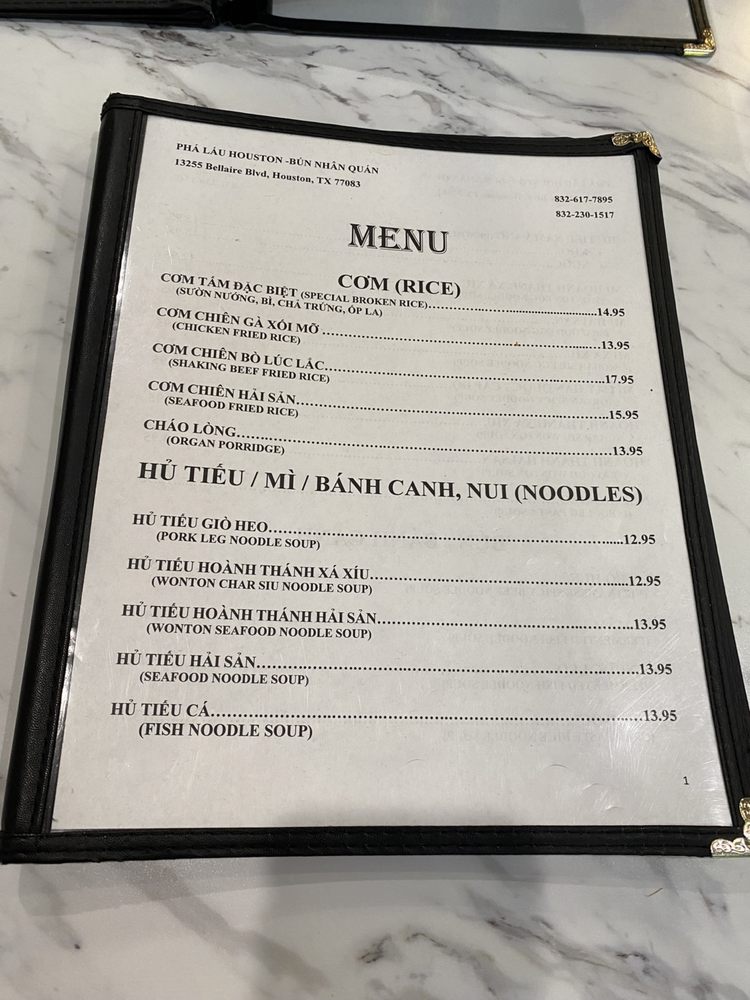 PHÁ LẤU HOUSTON -BÚN NHÂN QUÁN
13255 Bellaire Blvd, Houston, TX 77083
832-617-7895
832-230-1517
MENU
CƠM (RICE)
CƠM TẤM ĐẶC BIỆT (SPECIAL BROKEN RICE)..................................................14.95
(SƯỜN NƯỚNG, BÌ, CHẢ TRỨNG, ỐP LA)
CƠM CHIÊN GÀ XỐI MỠ ..................................................13.95
(CHICKEN FRIED RICE)
CƠM CHIÊN BÒ LÚC LẮC..................................................17.95
(SHAKING BEEF FRIED RICE)
CƠM CHIÊN HẢI SẢN..................................................15.95
(SEAFOOD FRIED RICE)
CHÁO LÒNG..................................................13.95
(ORGAN PORRIDGE)
HỦ TIẾU / MÌ / BÁNH CANH, NUI (NOODLES)
HỦ TIẾU GIÒ HEO..................................................12.95
(PORK LEG NOODLE SOUP)
HỦ TIẾU HOÀNH THÁNH XÁ XÍU..................................................12.95
(WONTON CHAR SIU NOODLE SOUP)
HỦ TIẾU HOÀNH THÁNH HẢI SẢN..................................................13.95
(WONTON SEAFOOD NOODLE SOUP)
HỦ TIẾU HẢI SẢN..................................................13.95
(SEAFOOD NOODLE SOUP)
HỦ TIẾU CÁ..................................................13.95
(FISH NOODLE SOUP)
1